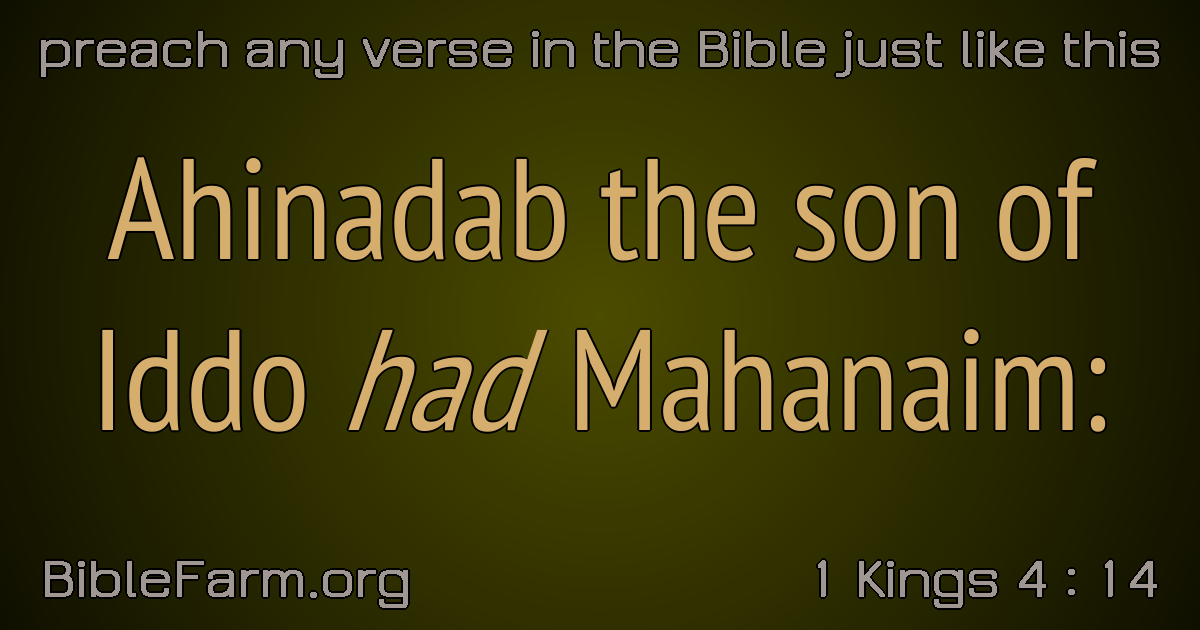 preach any verse in the Bible just like this
Ahinadab the son of
Iddo had Mahanaim:
BibleFarm.org
1 Kings 4 : 14